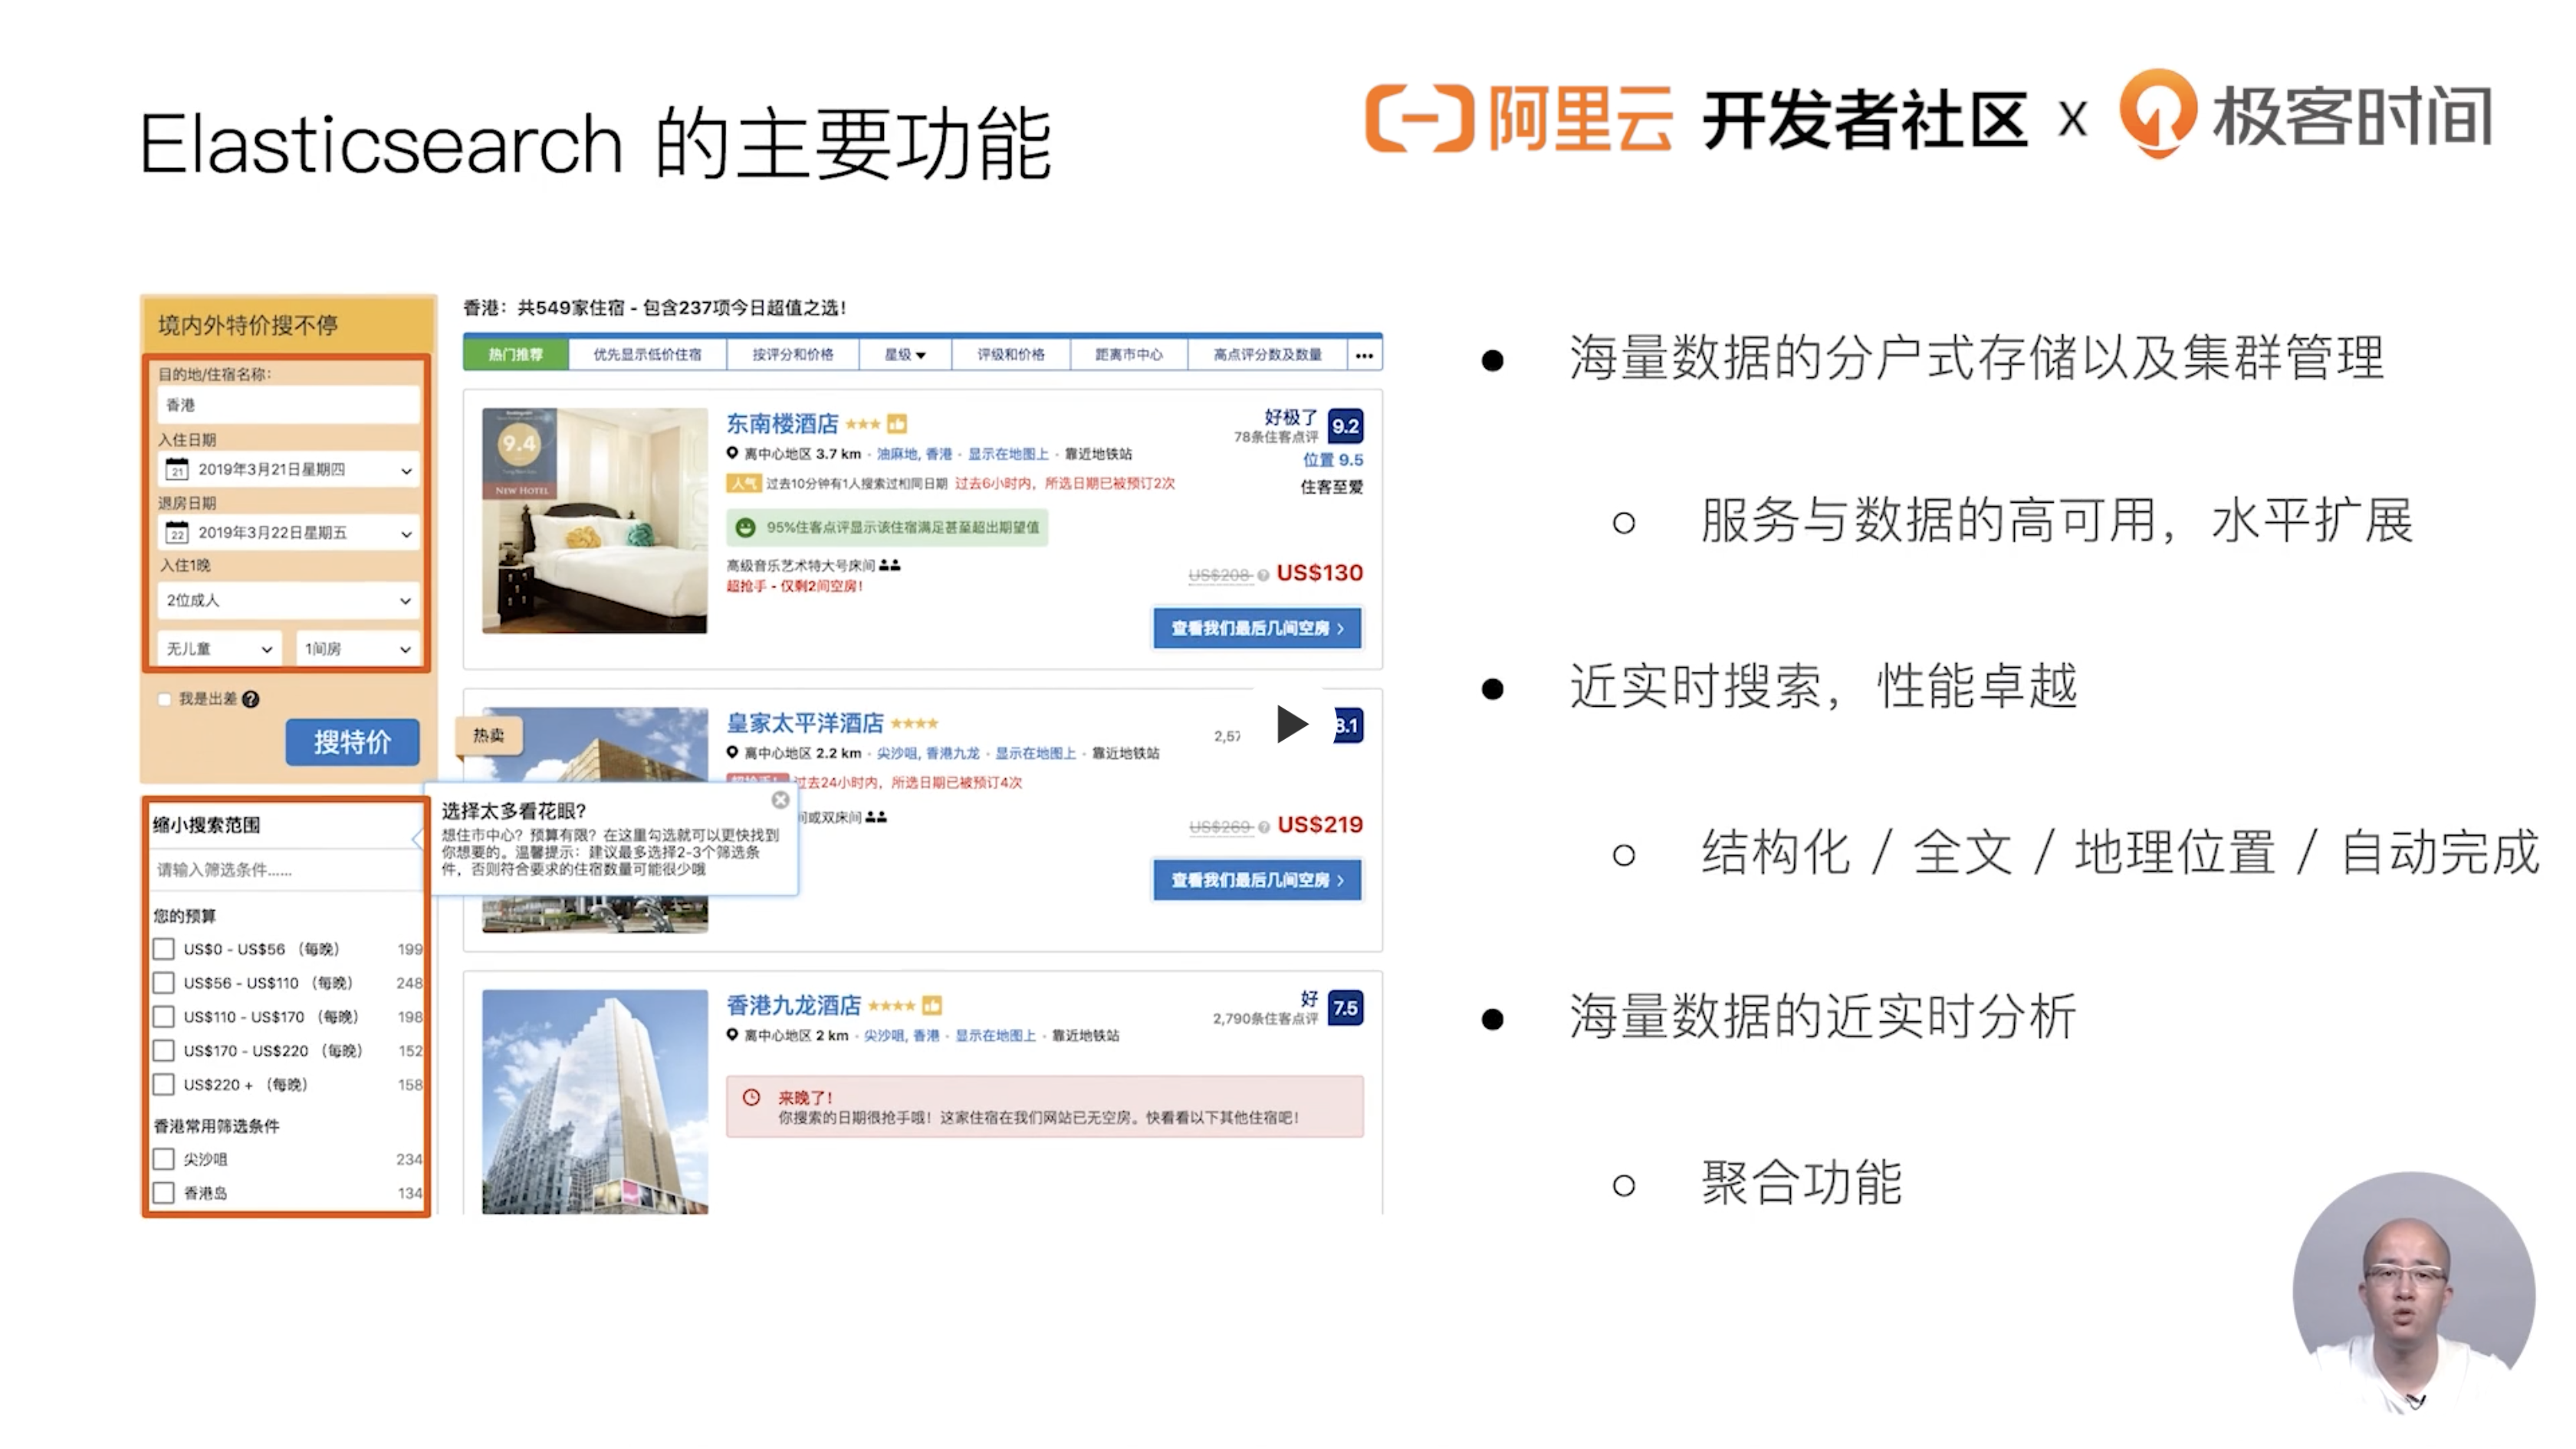 Elasticsearch 的主要功能
阿里云 开发者社区 x 极客时间
境内外特价搜不停
目的地/住宿名称:
香港
入住日期
21 2019年3月21日星期四
退房日期
22 2019年3月22日星期五
入住1晚
2位成人
无儿童 1间房
我是出差 ?
搜特价
缩小搜索范围
请输入筛选条件......
您的预算
US$0 - US$56 （每晚） 199
US$56 - US$110 （每晚） 248
US$110 - US$170 （每晚） 198
US$170 - US$220 （每晚） 152
US$220 + （每晚） 158
香港常用筛选条件
尖沙咀 234
香港岛 134
香港：共549家住宿 - 包含237项今日超值之选！
热门推荐 优先显示低价住宿 按评分和价格 星级 评级和价格 距离市中心 高点评分数及数量 •••
9.4
NEW HOTEL
东南楼酒店
好极了 9.2
78条住客点评
离中心地区 3.7 km · 油麻地, 香港 · 显示在地图上 · 靠近地铁站
位置 9.5
人气 过去10分钟有1人搜索过相同日期 过去6小时内，所选日期已被预订2次
住客至爱
95%住客点评显示该住宿满足甚至超出期望值
高级音乐艺术特大号床间
超抢手 - 仅剩2间空房！
US$208 ? US$130
查看我们最后几间空房 >
热卖
皇家太平洋酒店
2,57
8.1
离中心地区 2.2 km · 尖沙咀, 香港九龙 · 显示在地图上 · 靠近地铁站
过去24小时内，所选日期已被预订4次
间或双床间
US$269 ? US$219
查看我们最后几间空房 >
选择太多看花眼?
想住市中心？预算有限？在这里勾选就可以更快找到
你想要的。温馨提示：建议最多选择2-3个筛选条
件，否则符合要求的住宿数量可能很少哦
香港九龙酒店
好 7.5
2,790条住客点评
离中心地区 2 km · 尖沙咀, 香港 · 显示在地图上 · 靠近地铁站
来晚了！
你搜索的日期很抢手哦！这家住宿在我们网站已无空房。快看看以下其他住宿吧！
● 海量数据的分户式存储以及集群管理
○ 服务与数据的高可用，水平扩展
● 近实时搜索，性能卓越
○ 结构化 / 全文 / 地理位置 / 自动完成
● 海量数据的近实时分析
○ 聚合功能